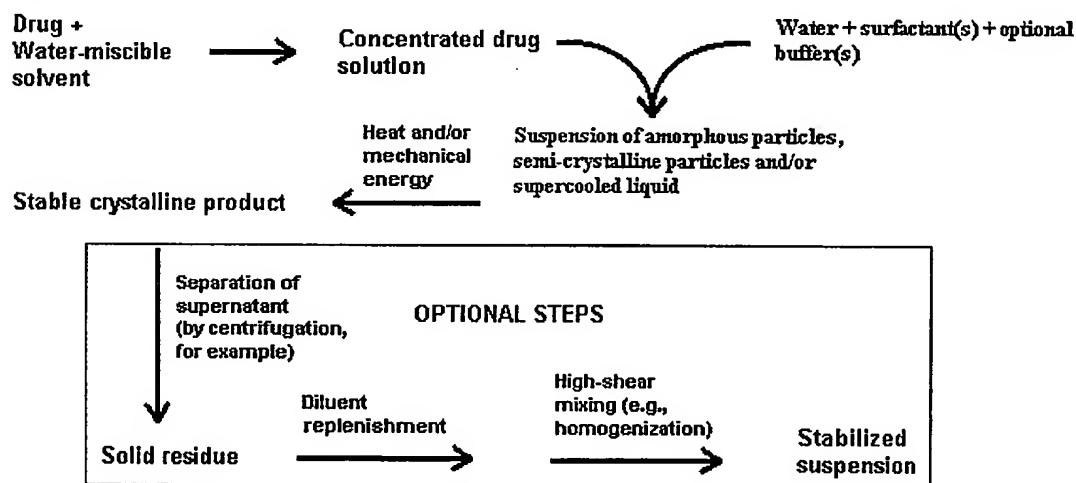 Drug +
Water-miscible
solvent
Concentrated drug
solution
Water + surfactant(s) + optional
buffer(s)
Suspension of amorphous particles,
semi-crystalline particles and/or
supercooled liquid
Heat and/or
mechanical
energy
Stable crystalline product
Separation of
supernatant
(by centrifugation,
for example)
OPTIONAL STEPS
Solid residue
Diluent
replenishment
High-shear
mixing (e.g.,
homogenization)
Stabilized
suspension